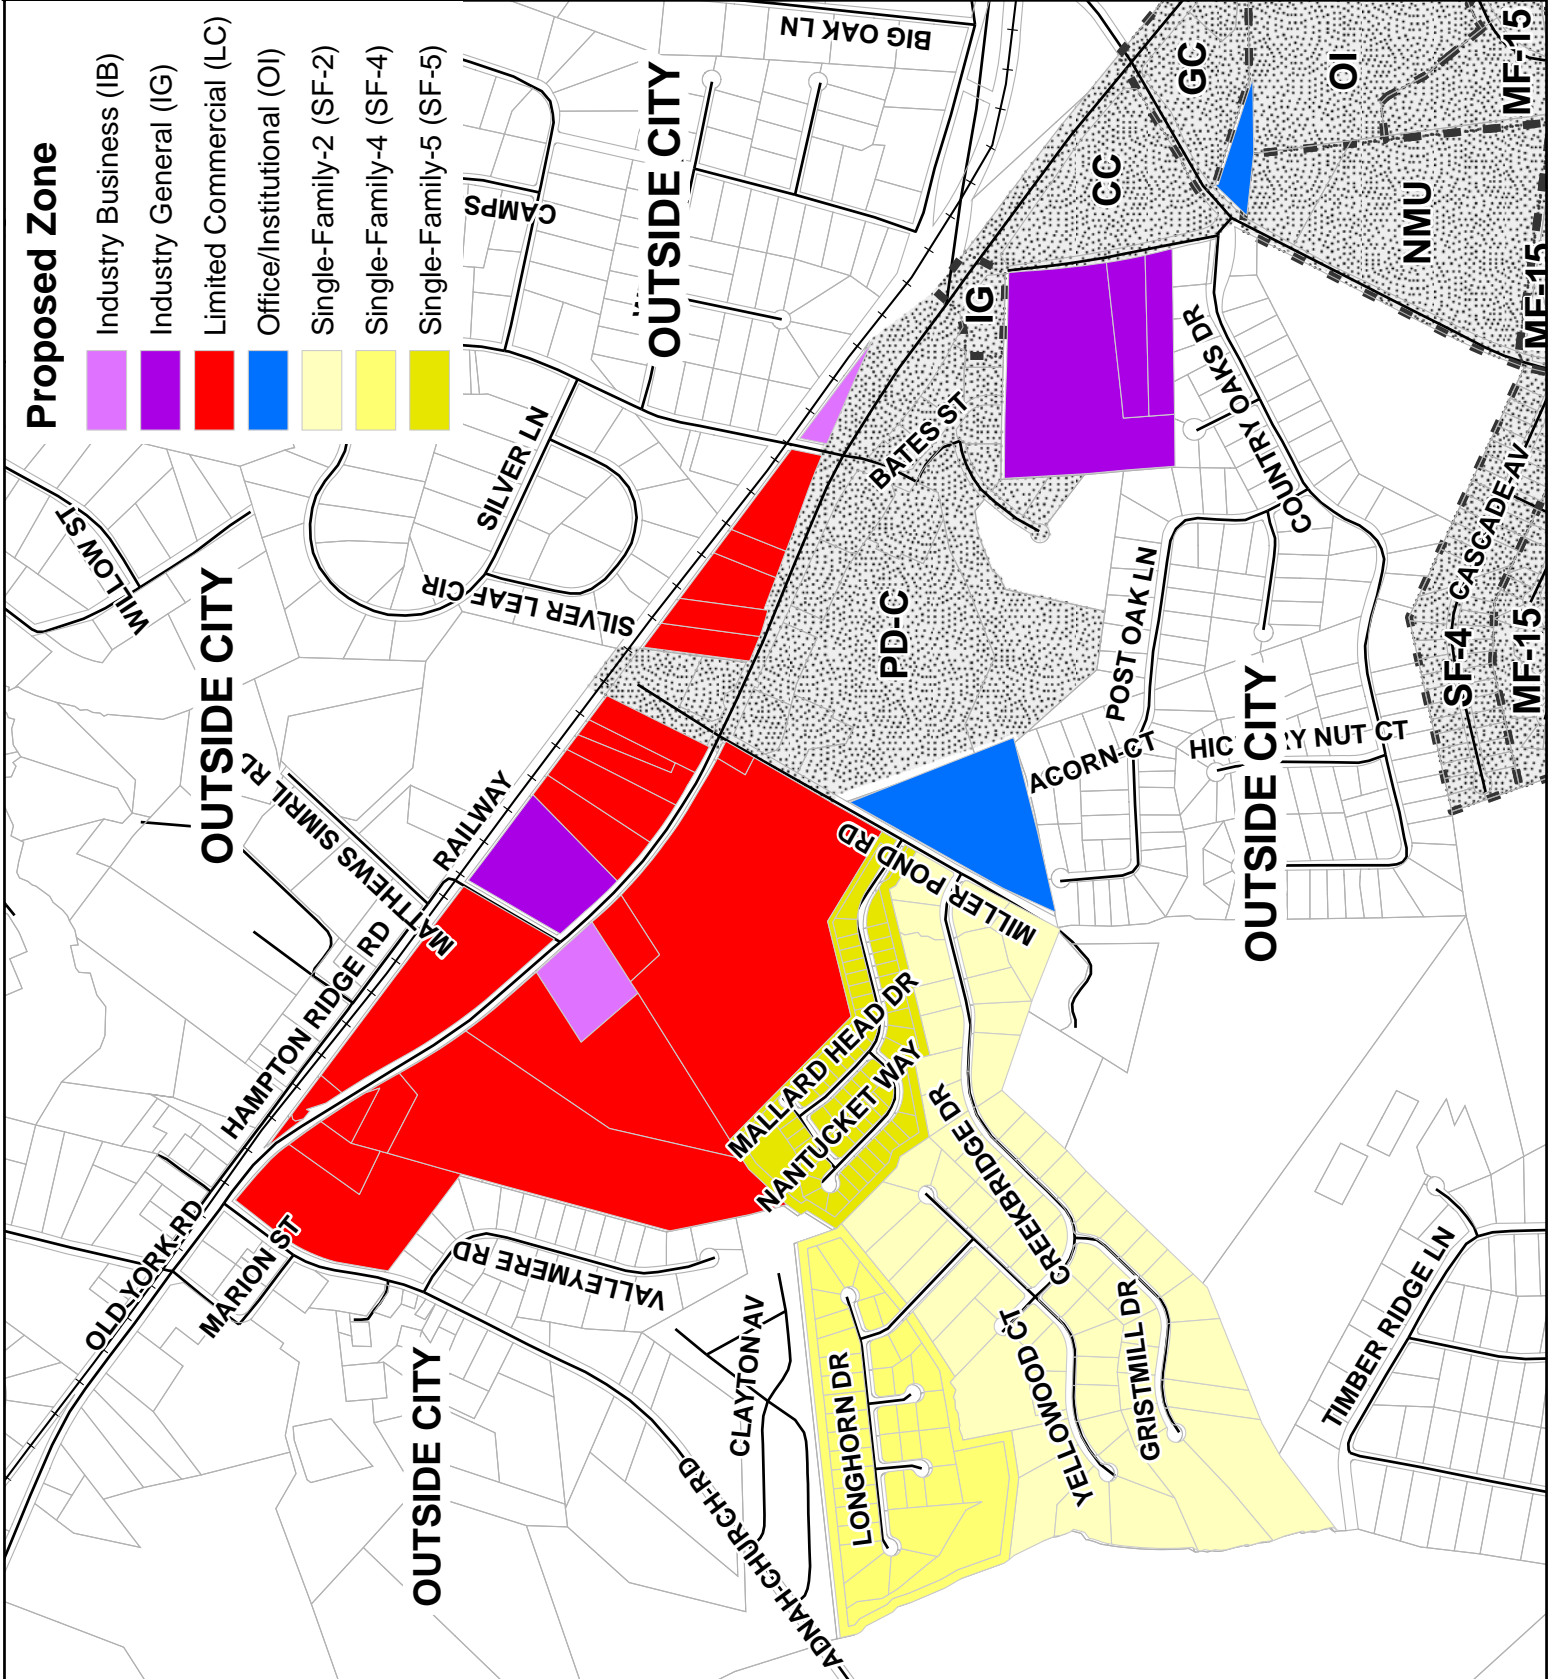 Proposed Zone
Industry Business (IB)
Industry General (IG)
Limited Commercial (LC)
Office/Institutional (OI)
Single-Family-2 (SF-2)
Single-Family-4 (SF-4)
Single-Family-5 (SF-5)
BIG OAK LN
CAMPS
OUTSIDE CITY
GC
OI
MF-15
CC
NMU
MF-15
IG
WILLOW ST
SILVER LN
SILVER LEAF CIR
OUTSIDE CITY
BATES ST
COUNTRY OAKS DR
CASCADE AV
SF-4
MF-15
PD-C
POST OAK LN
ACORN CT
OUTSIDE CITY
MATTHEWS SIMRIL RD
RAILWAY
HAMPTON RIDGE RD
MILLER POND RD
MALLARD HEAD DR
NANTUCKET WAY
CREEKBRIDGE DR
OLD YORK RD
MARION ST
VALLEYMERE RD
OUTSIDE CITY
CLAYTON AV
ADNAH-CHURCH-RD
LONGHORN DR
YELLOWOOD CT
GRISTMILL DR
TIMBER RIDGE LN
NUT CT